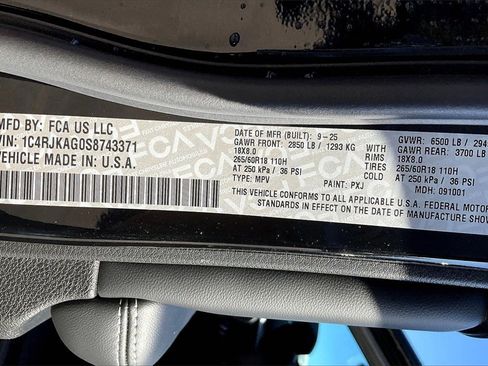 MFD BY: FCA US LLC
VIN: 1C4RJKAG0S8743371
VEHICLE MADE IN: U.S.A.
DATE OF MFR (BUILT): 9-25
GAWR FRONT: 2850 LB / 1293 KG
18X8.0
265/60R18 110H
AT 250 kPa / 36 PSI
TYPE: MPV
PAINT: PXJ
WITH
RIMS
TIRES
COLD
GVWR: 6500 LB / 294
GAWR REAR: 3700 LB
18X8.0
265/60R18 110H
AT 250 kPa / 36 PSI
MDH: 091001
THIS VEHICLE CONFORMS TO ALL APPLICABLE U.S.A. FEDERAL MOTOR
STANDARDS IN EFFECT ON THE DATE OF MANUFACTURE SHOW